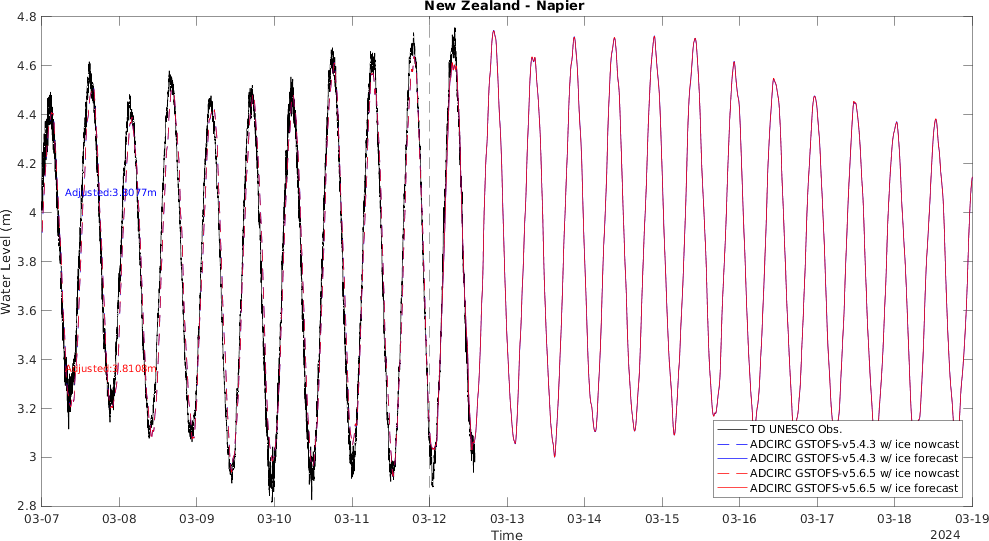 New Zealand - Napier
4.8
4.6
4.4
4.2
4
3.8
3.6
3.4
3.2
3
2.8
Water Level (m)
Adjusted:3.8077m
Adjusted:3.8108m
TD UNESCO Obs.
ADCIRC GSTOFS-v5.4.3 w/ ice nowcast
ADCIRC GSTOFS-v5.4.3 w/ ice forecast
ADCIRC GSTOFS-v5.6.5 w/ ice nowcast
ADCIRC GSTOFS-v5.6.5 w/ ice forecast
03-07 03-08 03-09 03-10 03-11 03-12 03-13 03-14 03-15 03-16 03-17 03-18 03-19
Time
2024